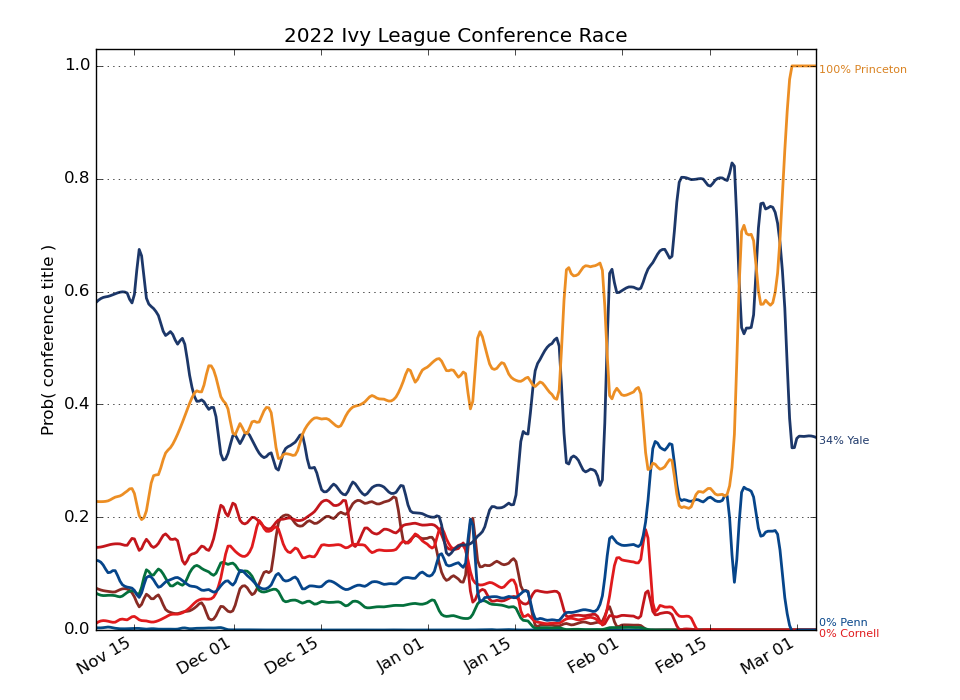 2022 Ivy League Conference Race
Prob( conference title )
1.0
0.8
0.6
0.4
0.2
0.0
Nov 15
Dec 01
Dec 15
Jan 01
Jan 15
Feb 01
Feb 15
Mar 01
100% Princeton
34% Yale
0% Penn
0% Cornell